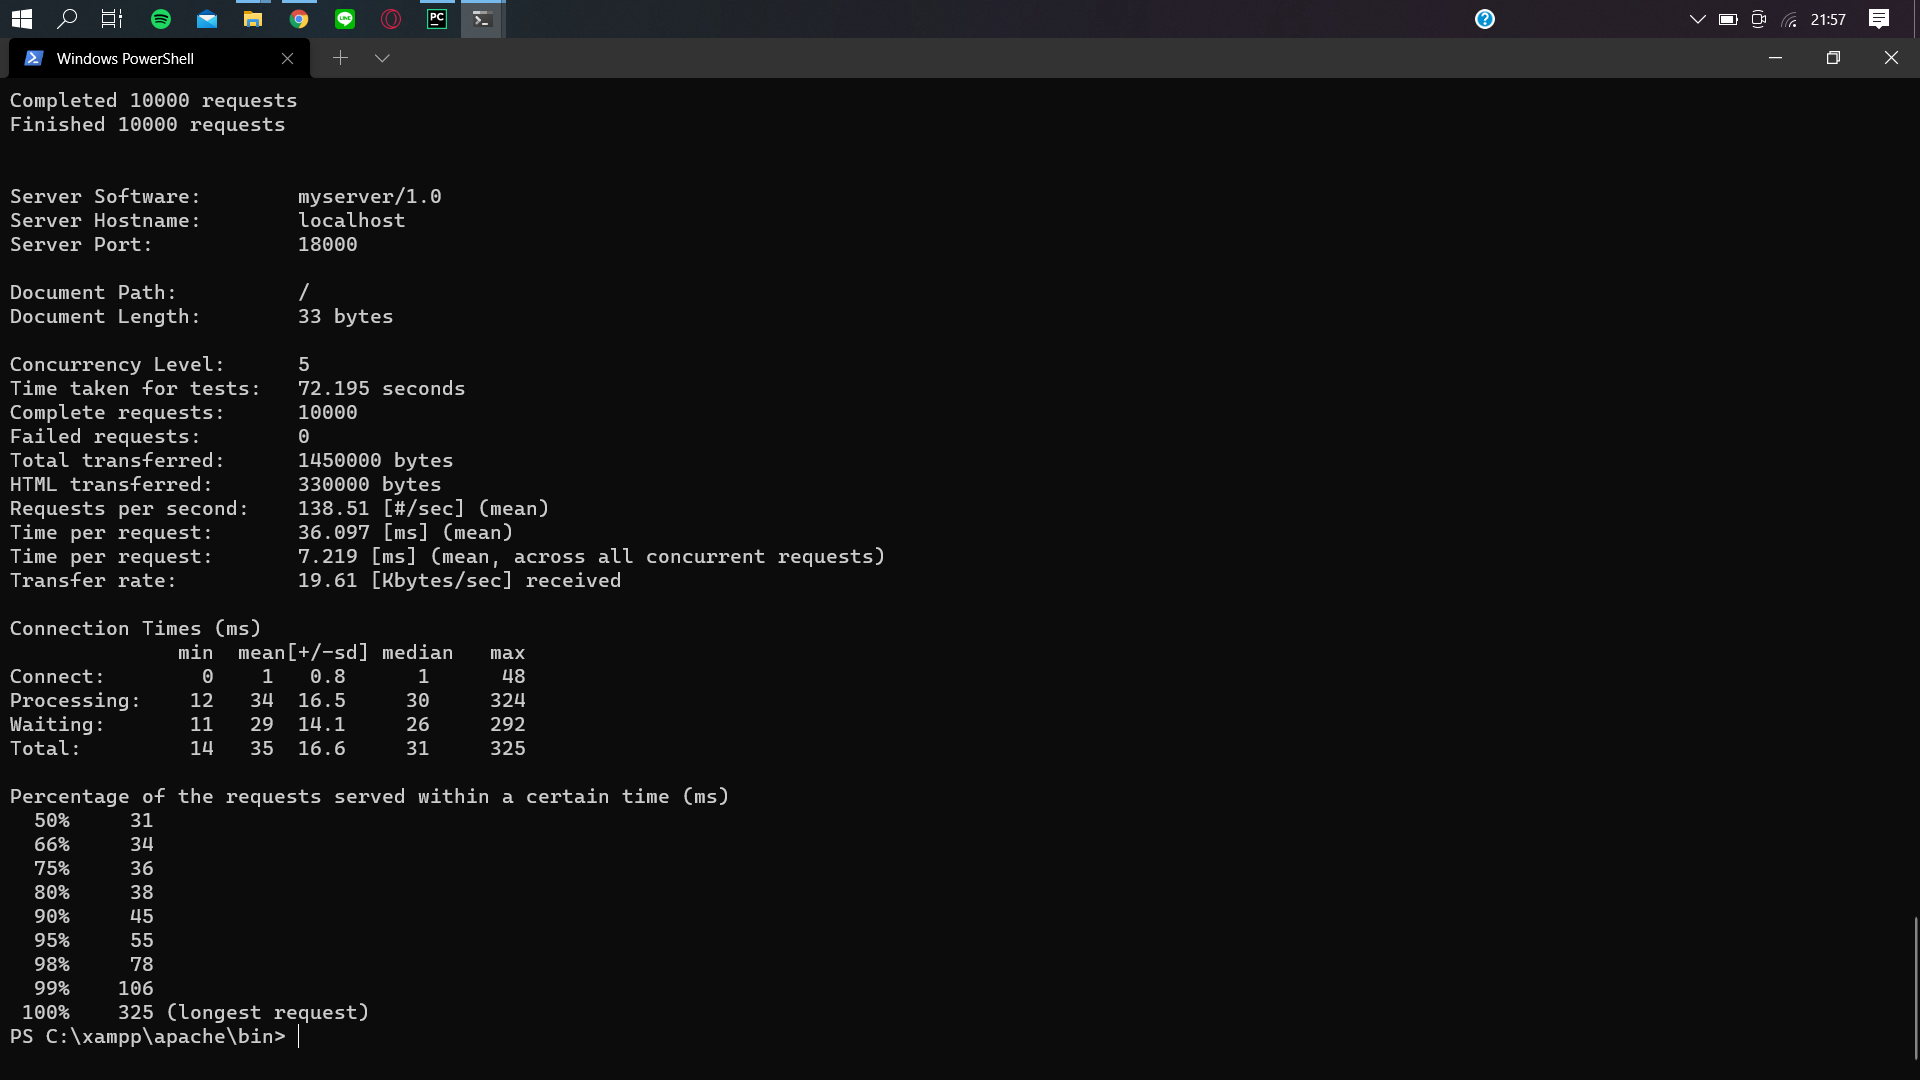 21:57
Windows PowerShell
Completed 10000 requests
Finished 10000 requests
Server Software: myserver/1.0
Server Hostname: localhost
Server Port: 18000
Document Path: /
Document Length: 33 bytes
Concurrency Level: 5
Time taken for tests: 72.195 seconds
Complete requests: 10000
Failed requests: 0
Total transferred: 1450000 bytes
HTML transferred: 330000 bytes
Requests per second: 138.51 [#/sec] (mean)
Time per request: 36.097 [ms] (mean)
Time per request: 7.219 [ms] (mean, across all concurrent requests)
Transfer rate: 19.61 [Kbytes/sec] received
Connection Times (ms)
min mean[+/-sd] median max
Connect: 0 1 0.8 1 48
Processing: 12 34 16.5 30 324
Waiting: 11 29 14.1 26 292
Total: 14 35 16.6 31 325
Percentage of the requests served within a certain time (ms)
50% 31
66% 34
75% 36
80% 38
90% 45
95% 55
98% 78
99% 106
100% 325 (longest request)
PS C:\xampp\apache\bin>